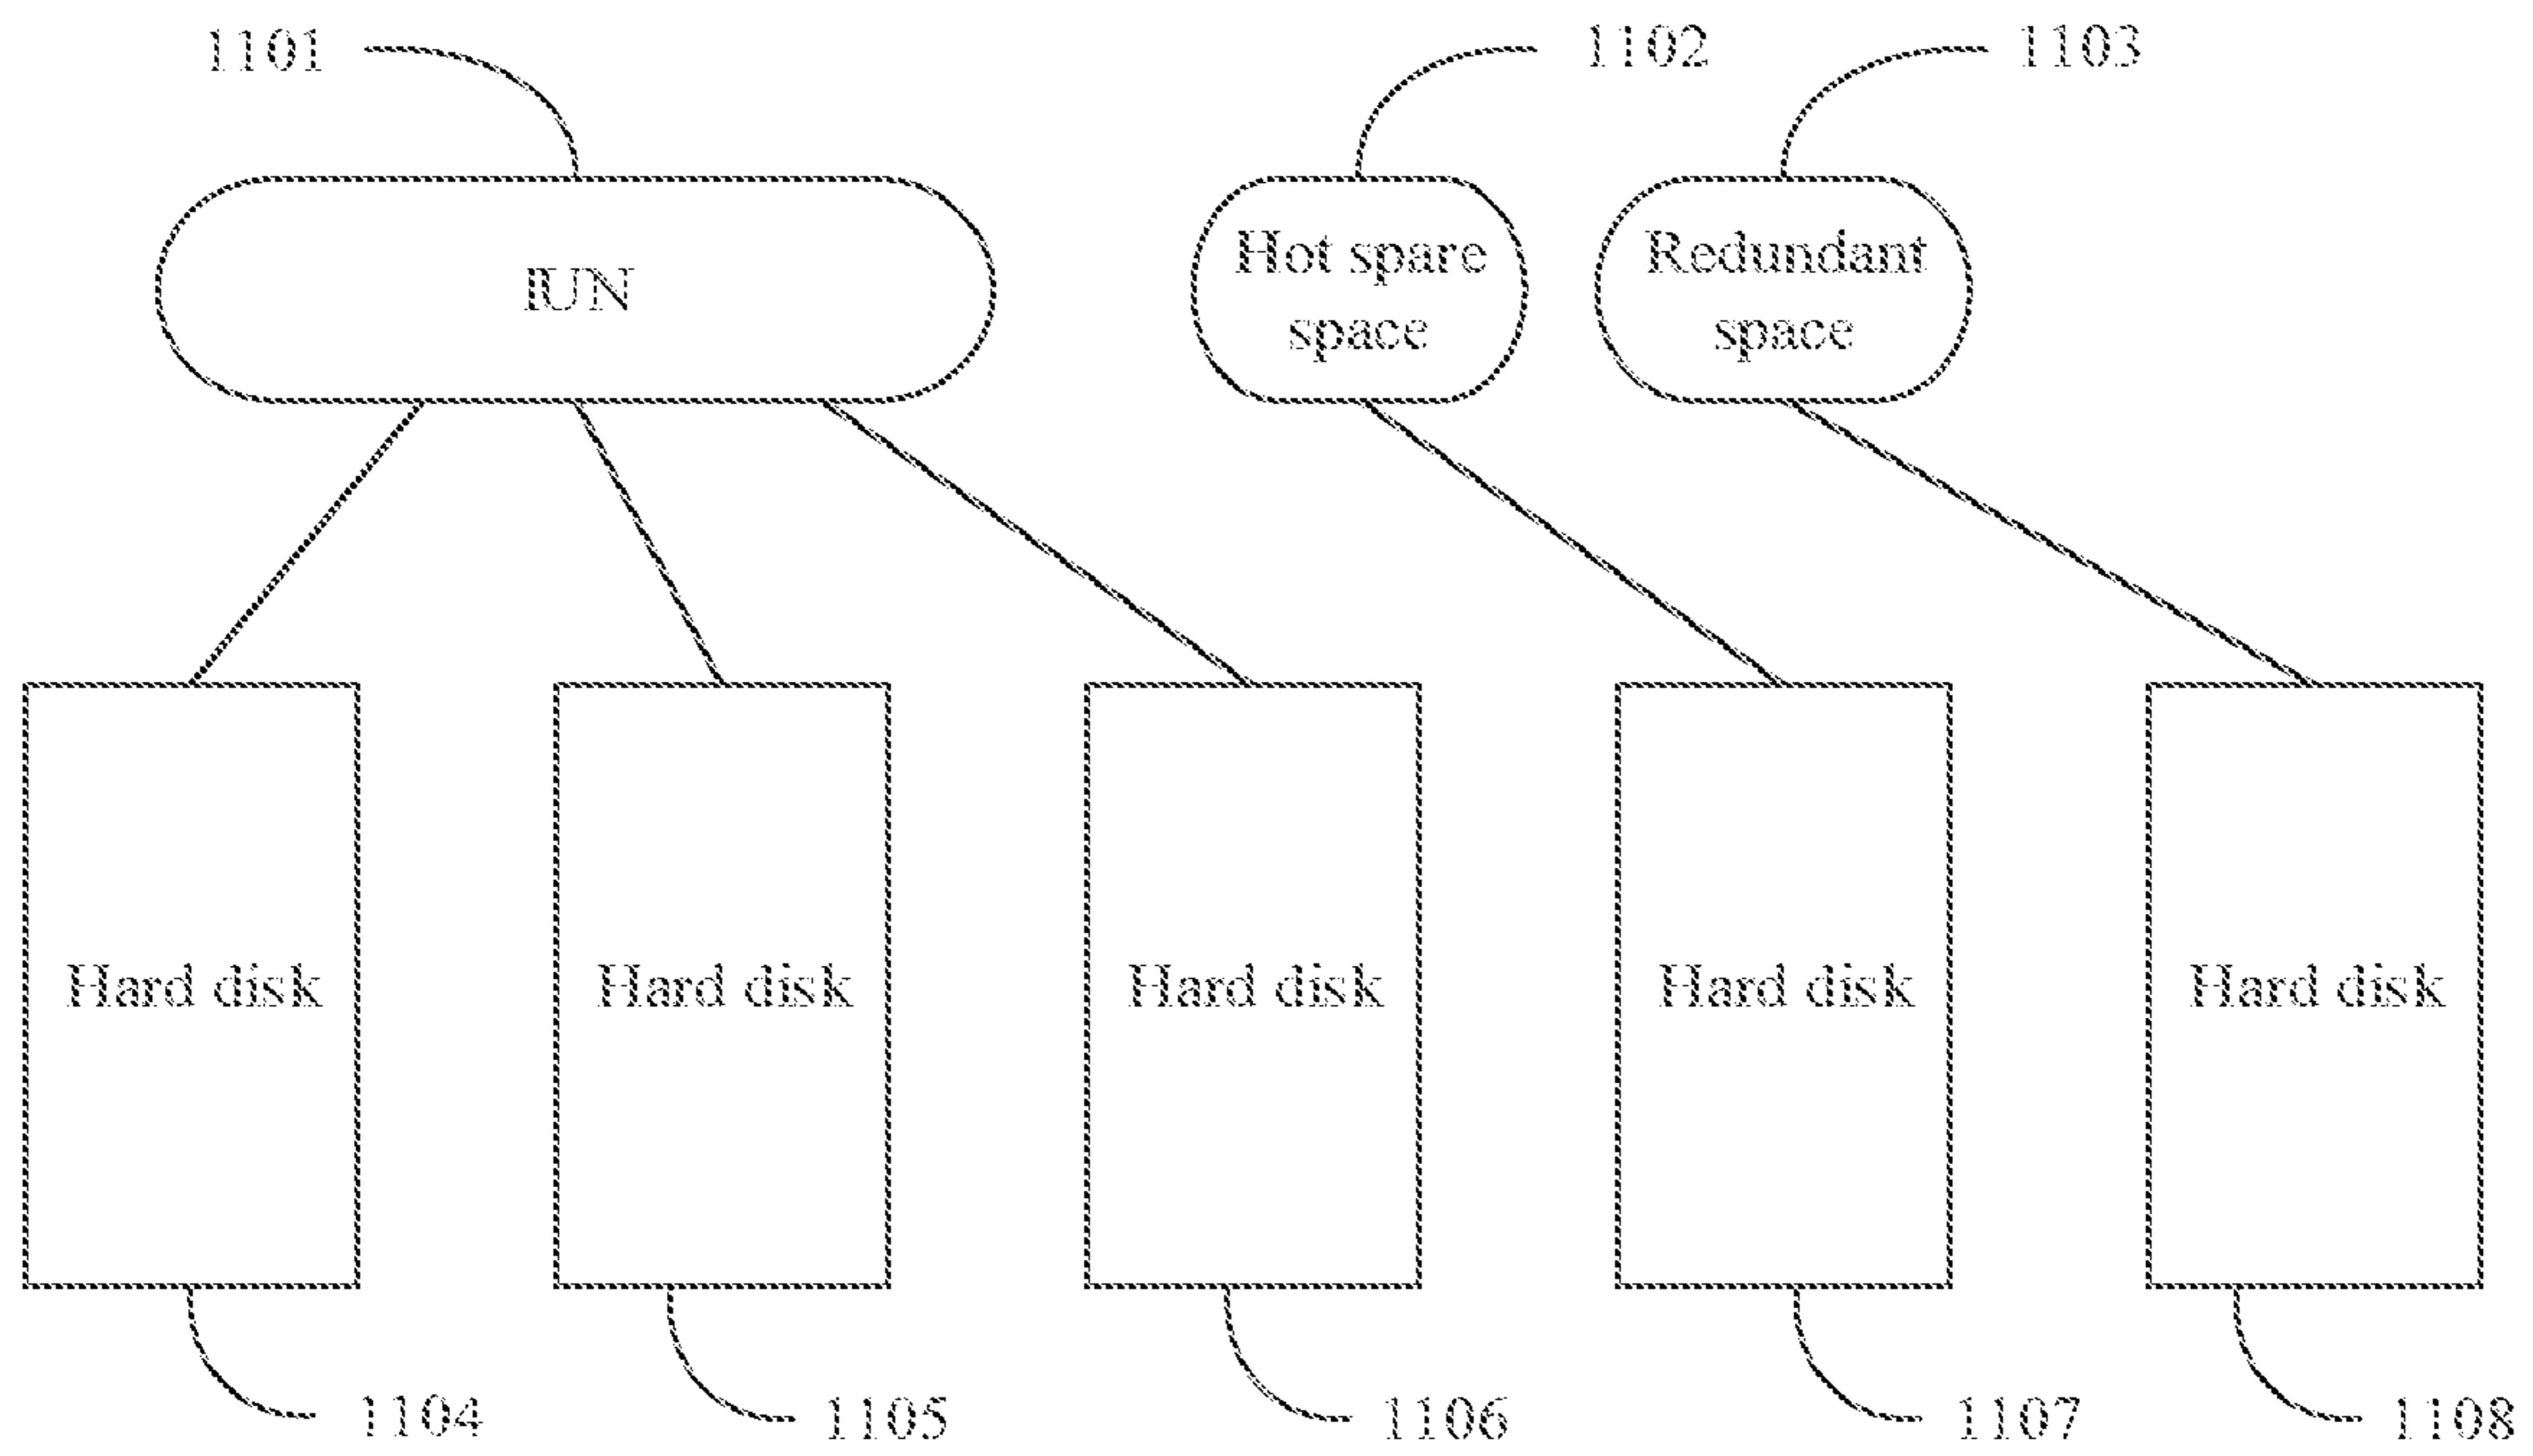 1101
1102
1103
LUN
Hot spare
space
Redundant
space
Hard disk
Hard disk
Hard disk
Hard disk
Hard disk
1104
1105
1106
1107
1108